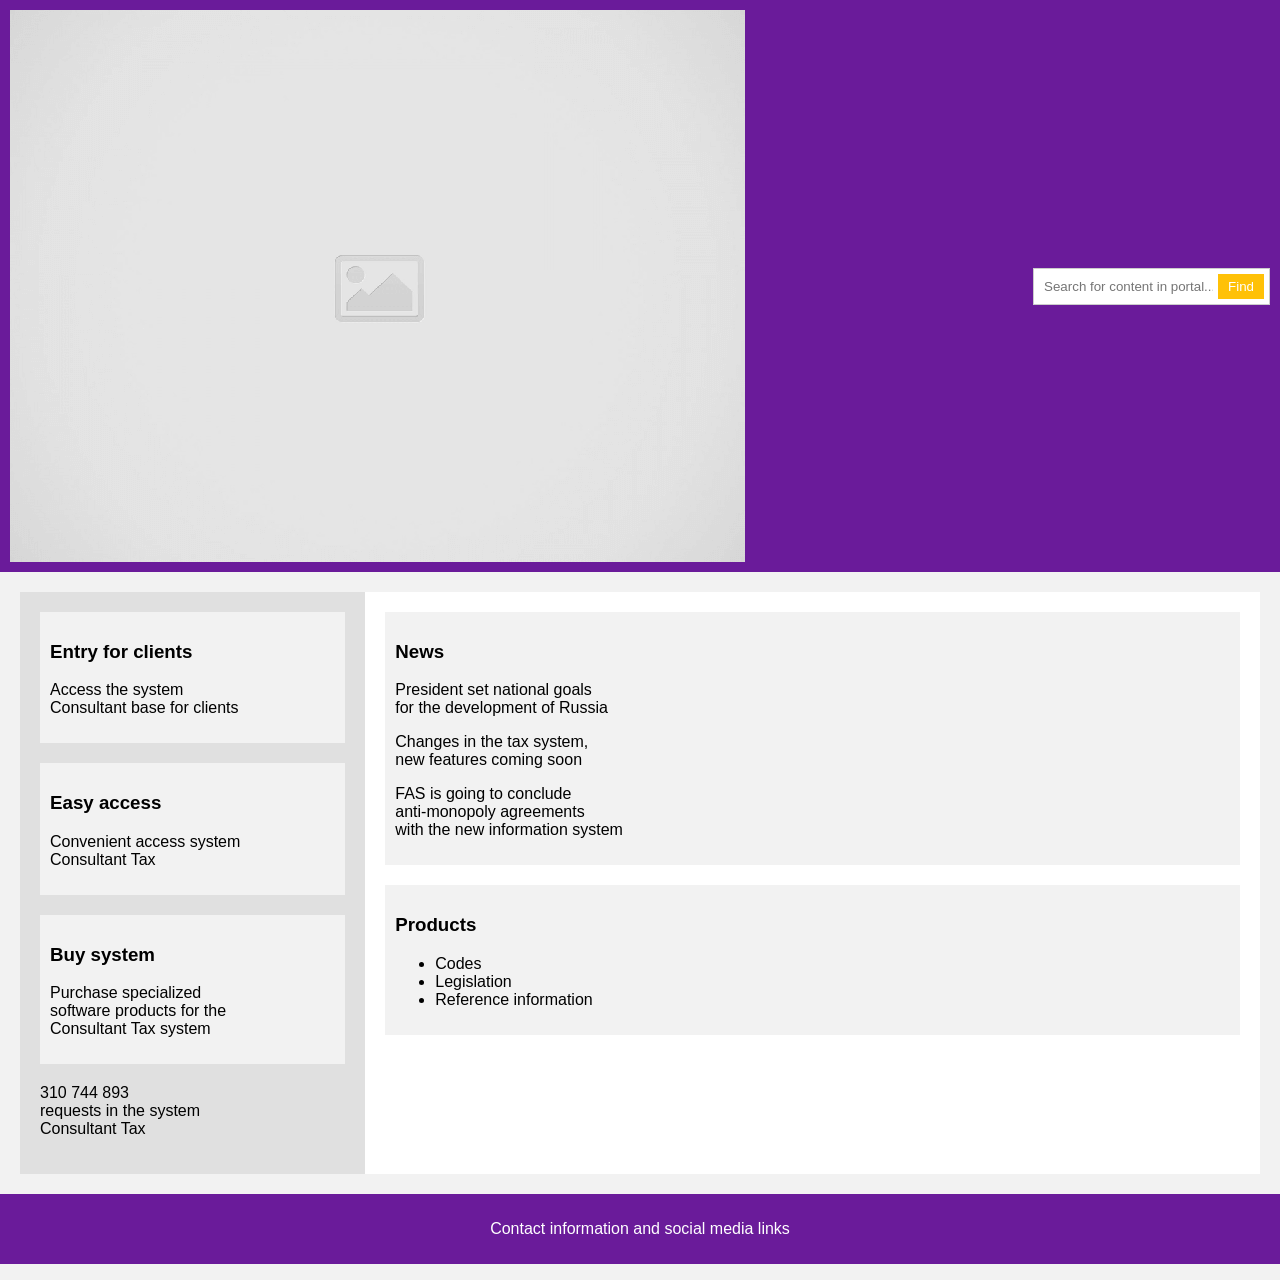 Search for content in portal..
Find
Entry for clients
Access the system
Consultant base for clients
Easy access
Convenient access system
Consultant Tax
Buy system
Purchase specialized
software products for the
Consultant Tax system
310 744 893
requests in the system
Consultant Tax
News
President set national goals
for the development of Russia
Changes in the tax system,
new features coming soon
FAS is going to conclude
anti-monopoly agreements
with the new information system
Products
Codes
Legislation
Reference information
Contact information and social media links